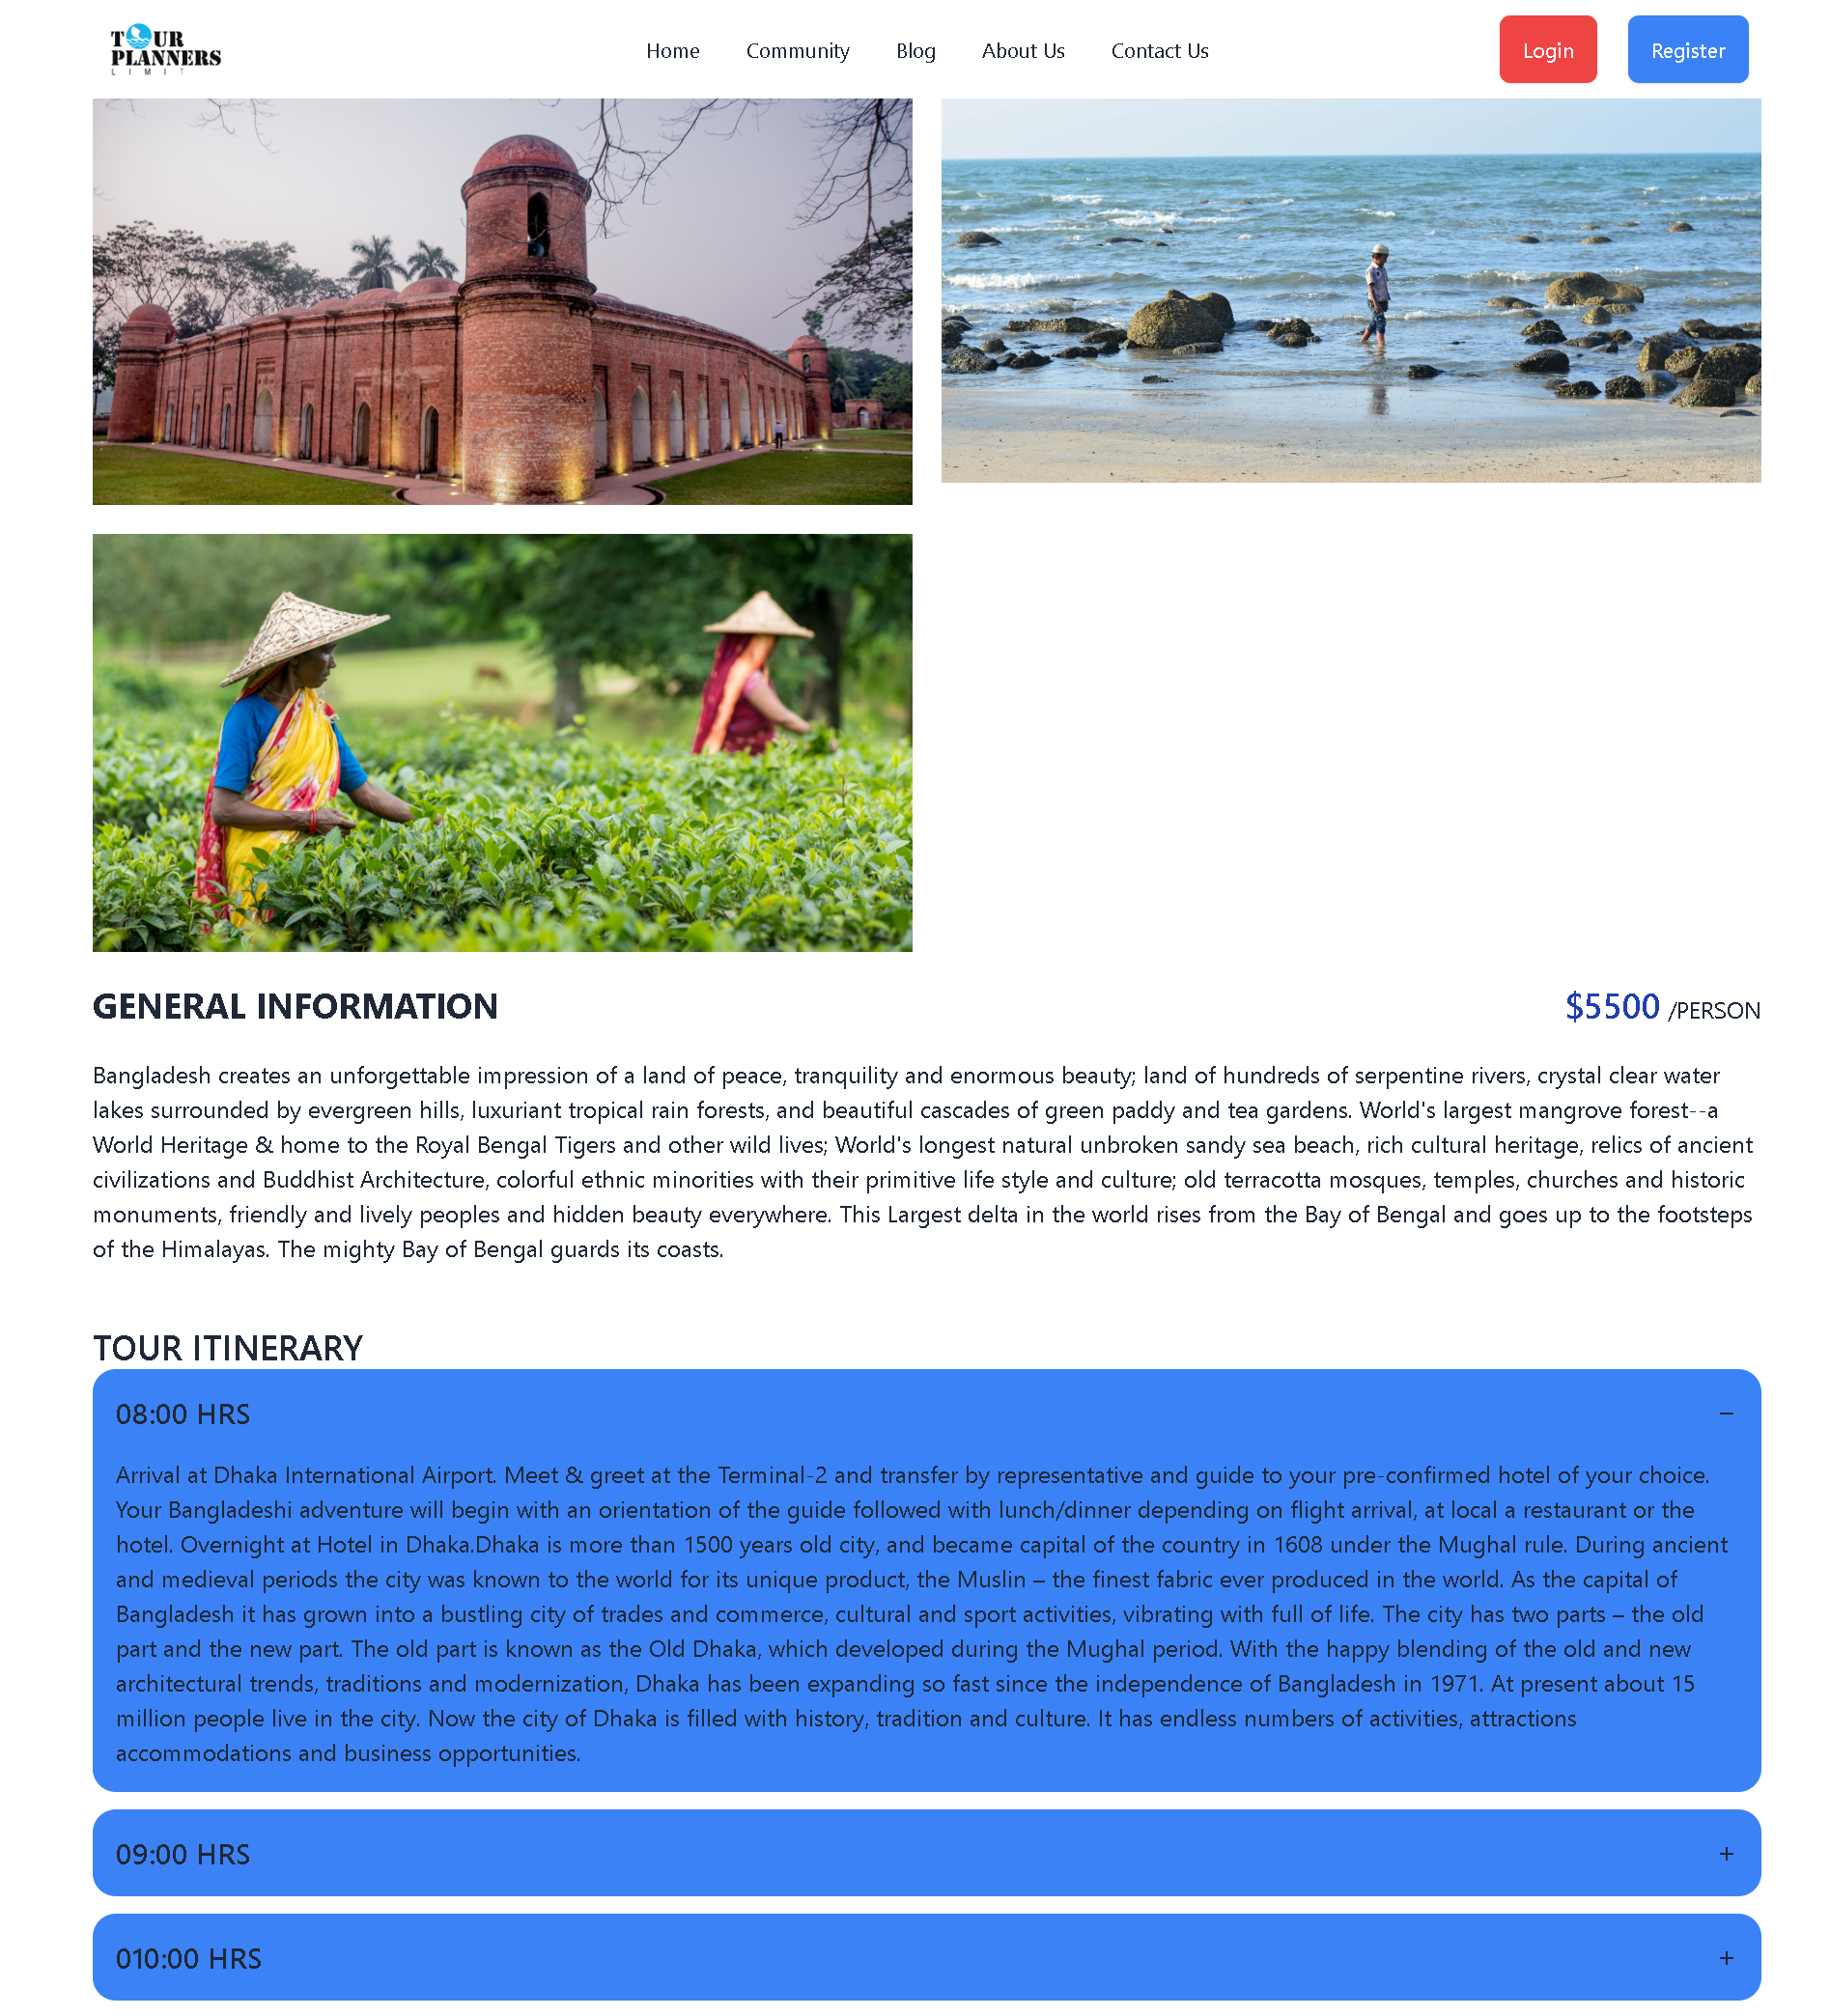 TOUR
PLANNERS
LIMIT
Home Community Blog About Us Contact Us Login Register
GENERAL INFORMATION $5500 /PERSON
Bangladesh creates an unforgettable impression of a land of peace, tranquility and enormous beauty; land of hundreds of serpentine rivers, crystal clear water
lakes surrounded by evergreen hills, luxuriant tropical rain forests, and beautiful cascades of green paddy and tea gardens. World's largest mangrove forest--a
World Heritage & home to the Royal Bengal Tigers and other wild lives; World's longest natural unbroken sandy sea beach, rich cultural heritage, relics of ancient
civilizations and Buddhist Architecture, colorful ethnic minorities with their primitive life style and culture; old terracotta mosques, temples, churches and historic
monuments, friendly and lively peoples and hidden beauty everywhere. This Largest delta in the world rises from the Bay of Bengal and goes up to the footsteps
of the Himalayas. The mighty Bay of Bengal guards its coasts.
TOUR ITINERARY
08:00 HRS −
Arrival at Dhaka International Airport. Meet & greet at the Terminal-2 and transfer by representative and guide to your pre-confirmed hotel of your choice.
Your Bangladeshi adventure will begin with an orientation of the guide followed with lunch/dinner depending on flight arrival, at local a restaurant or the
hotel. Overnight at Hotel in Dhaka.Dhaka is more than 1500 years old city, and became capital of the country in 1608 under the Mughal rule. During ancient
and medieval periods the city was known to the world for its unique product, the Muslin – the finest fabric ever produced in the world. As the capital of
Bangladesh it has grown into a bustling city of trades and commerce, cultural and sport activities, vibrating with full of life. The city has two parts – the old
part and the new part. The old part is known as the Old Dhaka, which developed during the Mughal period. With the happy blending of the old and new
architectural trends, traditions and modernization, Dhaka has been expanding so fast since the independence of Bangladesh in 1971. At present about 15
million people live in the city. Now the city of Dhaka is filled with history, tradition and culture. It has endless numbers of activities, attractions
accommodations and business opportunities.
09:00 HRS +
010:00 HRS +